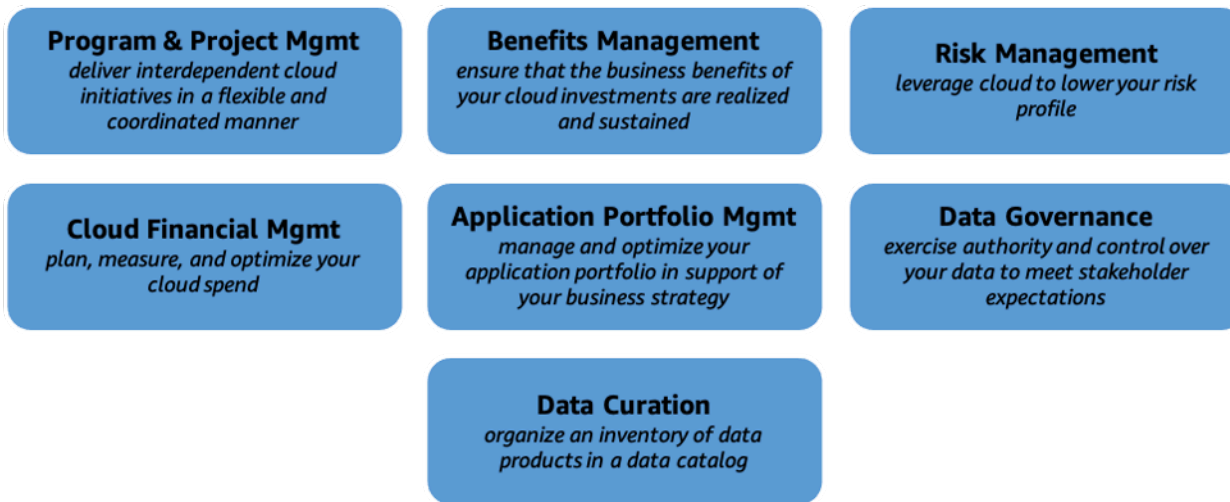 Program & Project Mgmt
deliver interdependent cloud
initiatives in a flexible and
coordinated manner
Benefits Management
ensure that the business benefits of
your cloud investments are realized
and sustained
Risk Management
leverage cloud to lower your risk
profile
Cloud Financial Mgmt
plan, measure, and optimize your
cloud spend
Application Portfolio Mgmt
manage and optimize your
application portfolio in support of
your business strategy
Data Governance
exercise authority and control over
your data to meet stakeholder
expectations
Data Curation
organize an inventory of data
products in a data catalog